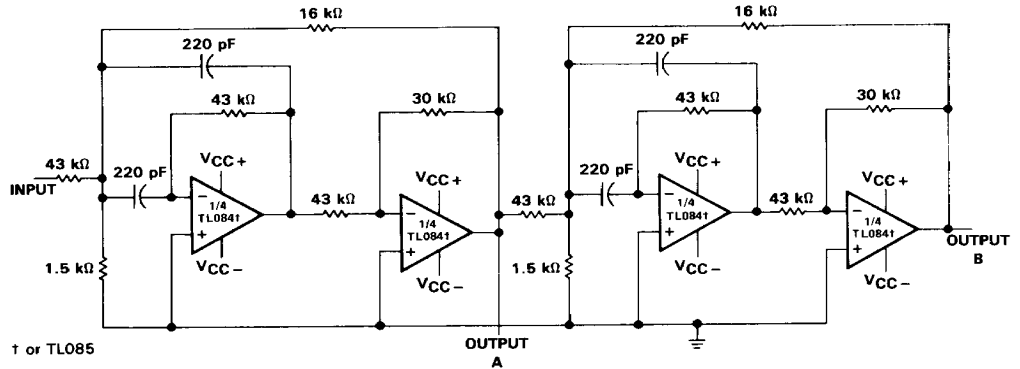 16 kΩ
16 kΩ
220 pF
220 pF
43 kΩ
30 kΩ
43 kΩ
30 kΩ
43 kΩ
INPUT
220 pF
VCC+
−
1/4
TL084†
+
VCC−
43 kΩ
VCC+
−
1/4
TL084†
+
VCC−
43 kΩ
220 pF
VCC+
−
1/4
TL084†
+
VCC−
43 kΩ
VCC+
−
1/4
TL084†
+
VCC−
OUTPUT
B
1.5 kΩ
1.5 kΩ
† or TL085
OUTPUT
A